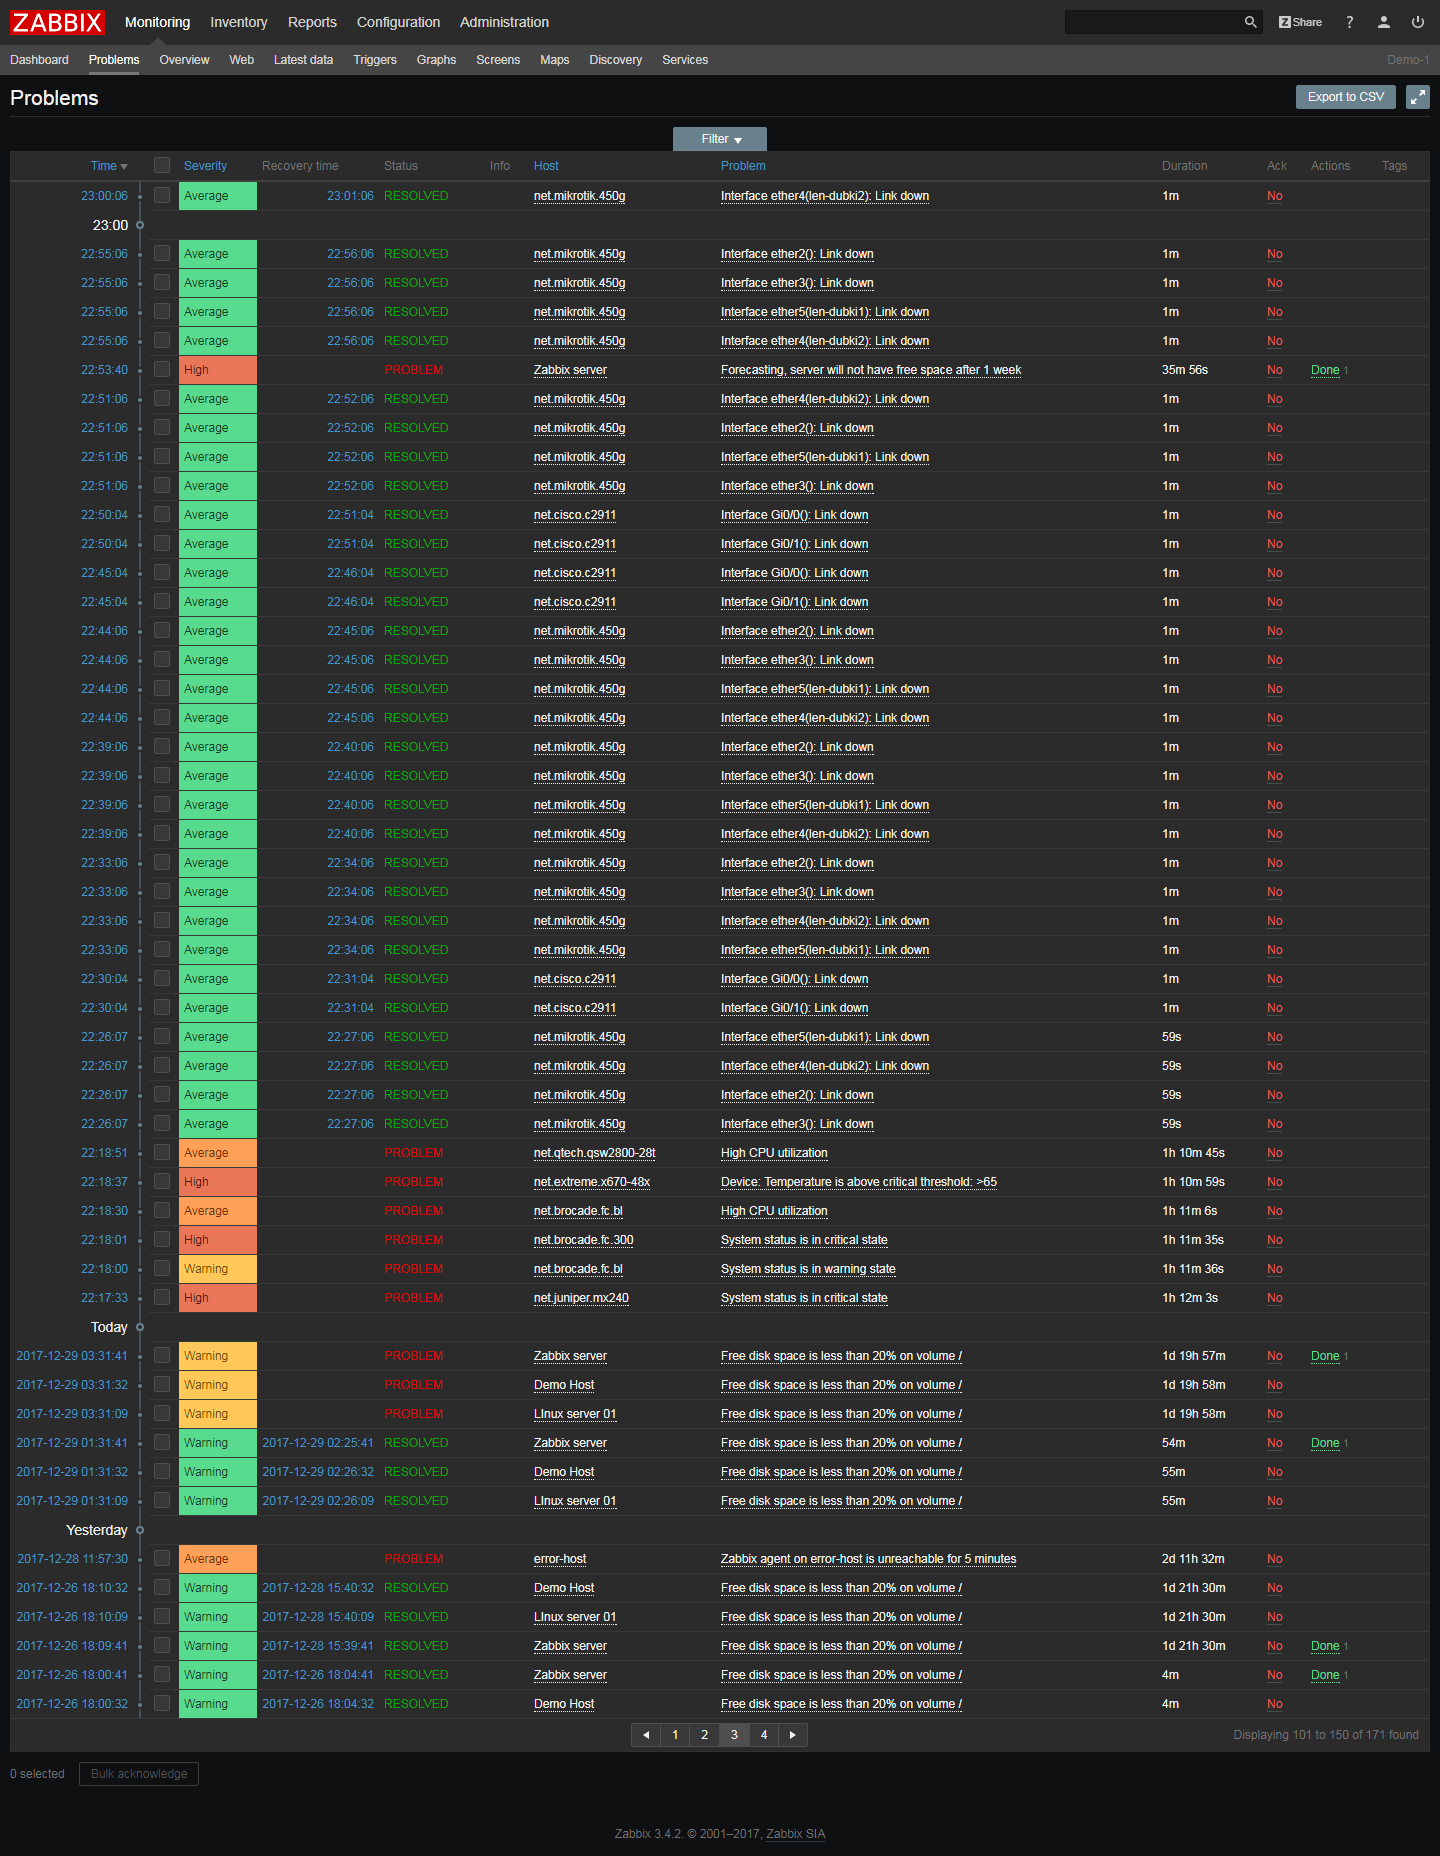 ZABBIX Monitoring Inventory Reports Configuration Administration Z Share ?
Dashboard Problems Overview Web Latest data Triggers Graphs Screens Maps Discovery Services Demo-1
Problems Export to CSV
Filter
Time Severity Recovery time Status Info Host Problem Duration Ack Actions Tags
23:00:06 Average 23:01:06 RESOLVED net.mikrotik.450g Interface ether4(len-dubki2): Link down 1m No
23:00
22:55:06 Average 22:56:06 RESOLVED net.mikrotik.450g Interface ether2(): Link down 1m No
22:55:06 Average 22:56:06 RESOLVED net.mikrotik.450g Interface ether3(): Link down 1m No
22:55:06 Average 22:56:06 RESOLVED net.mikrotik.450g Interface ether5(len-dubki1): Link down 1m No
22:55:06 Average 22:56:06 RESOLVED net.mikrotik.450g Interface ether4(len-dubki2): Link down 1m No
22:53:40 High PROBLEM Zabbix server Forecasting, server will not have free space after 1 week 35m 56s No Done 1
22:51:06 Average 22:52:06 RESOLVED net.mikrotik.450g Interface ether4(len-dubki2): Link down 1m No
22:51:06 Average 22:52:06 RESOLVED net.mikrotik.450g Interface ether2(): Link down 1m No
22:51:06 Average 22:52:06 RESOLVED net.mikrotik.450g Interface ether5(len-dubki1): Link down 1m No
22:51:06 Average 22:52:06 RESOLVED net.mikrotik.450g Interface ether3(): Link down 1m No
22:50:04 Average 22:51:04 RESOLVED net.cisco.c2911 Interface Gi0/0(): Link down 1m No
22:50:04 Average 22:51:04 RESOLVED net.cisco.c2911 Interface Gi0/1(): Link down 1m No
22:45:04 Average 22:46:04 RESOLVED net.cisco.c2911 Interface Gi0/0(): Link down 1m No
22:45:04 Average 22:46:04 RESOLVED net.cisco.c2911 Interface Gi0/1(): Link down 1m No
22:44:06 Average 22:45:06 RESOLVED net.mikrotik.450g Interface ether2(): Link down 1m No
22:44:06 Average 22:45:06 RESOLVED net.mikrotik.450g Interface ether3(): Link down 1m No
22:44:06 Average 22:45:06 RESOLVED net.mikrotik.450g Interface ether5(len-dubki1): Link down 1m No
22:44:06 Average 22:45:06 RESOLVED net.mikrotik.450g Interface ether4(len-dubki2): Link down 1m No
22:39:06 Average 22:40:06 RESOLVED net.mikrotik.450g Interface ether2(): Link down 1m No
22:39:06 Average 22:40:06 RESOLVED net.mikrotik.450g Interface ether3(): Link down 1m No
22:39:06 Average 22:40:06 RESOLVED net.mikrotik.450g Interface ether5(len-dubki1): Link down 1m No
22:39:06 Average 22:40:06 RESOLVED net.mikrotik.450g Interface ether4(len-dubki2): Link down 1m No
22:33:06 Average 22:34:06 RESOLVED net.mikrotik.450g Interface ether2(): Link down 1m No
22:33:06 Average 22:34:06 RESOLVED net.mikrotik.450g Interface ether3(): Link down 1m No
22:33:06 Average 22:34:06 RESOLVED net.mikrotik.450g Interface ether4(len-dubki2): Link down 1m No
22:33:06 Average 22:34:06 RESOLVED net.mikrotik.450g Interface ether5(len-dubki1): Link down 1m No
22:30:04 Average 22:31:04 RESOLVED net.cisco.c2911 Interface Gi0/0(): Link down 1m No
22:30:04 Average 22:31:04 RESOLVED net.cisco.c2911 Interface Gi0/1(): Link down 1m No
22:26:07 Average 22:27:06 RESOLVED net.mikrotik.450g Interface ether5(len-dubki1): Link down 59s No
22:26:07 Average 22:27:06 RESOLVED net.mikrotik.450g Interface ether4(len-dubki2): Link down 59s No
22:26:07 Average 22:27:06 RESOLVED net.mikrotik.450g Interface ether2(): Link down 59s No
22:26:07 Average 22:27:06 RESOLVED net.mikrotik.450g Interface ether3(): Link down 59s No
22:18:51 Average PROBLEM net.qtech.qsw2800-28t High CPU utilization 1h 10m 45s No
22:18:37 High PROBLEM net.extreme.x670-48x Device: Temperature is above critical threshold: >65 1h 10m 59s No
22:18:30 Average PROBLEM net.brocade.fc.bl High CPU utilization 1h 11m 6s No
22:18:01 High PROBLEM net.brocade.fc.300 System status is in critical state 1h 11m 35s No
22:18:00 Warning PROBLEM net.brocade.fc.bl System status is in warning state 1h 11m 36s No
22:17:33 High PROBLEM net.juniper.mx240 System status is in critical state 1h 12m 3s No
Today
2017-12-29 03:31:41 Warning PROBLEM Zabbix server Free disk space is less than 20% on volume / 1d 19h 57m No Done 1
2017-12-29 03:31:32 Warning PROBLEM Demo Host Free disk space is less than 20% on volume / 1d 19h 58m No
2017-12-29 03:31:09 Warning PROBLEM LInux server 01 Free disk space is less than 20% on volume / 1d 19h 58m No
2017-12-29 01:31:41 Warning 2017-12-29 02:25:41 RESOLVED Zabbix server Free disk space is less than 20% on volume / 54m No Done 1
2017-12-29 01:31:32 Warning 2017-12-29 02:26:32 RESOLVED Demo Host Free disk space is less than 20% on volume / 55m No
2017-12-29 01:31:09 Warning 2017-12-29 02:26:09 RESOLVED LInux server 01 Free disk space is less than 20% on volume / 55m No
Yesterday
2017-12-28 11:57:30 Average PROBLEM error-host Zabbix agent on error-host is unreachable for 5 minutes 2d 11h 32m No
2017-12-26 18:10:32 Warning 2017-12-28 15:40:32 RESOLVED Demo Host Free disk space is less than 20% on volume / 1d 21h 30m No
2017-12-26 18:10:09 Warning 2017-12-28 15:40:09 RESOLVED LInux server 01 Free disk space is less than 20% on volume / 1d 21h 30m No
2017-12-26 18:09:41 Warning 2017-12-28 15:39:41 RESOLVED Zabbix server Free disk space is less than 20% on volume / 1d 21h 30m No Done 1
2017-12-26 18:00:41 Warning 2017-12-26 18:04:41 RESOLVED Zabbix server Free disk space is less than 20% on volume / 4m No Done 1
2017-12-26 18:00:32 Warning 2017-12-26 18:04:32 RESOLVED Demo Host Free disk space is less than 20% on volume / 4m No
1 2 3 4 Displaying 101 to 150 of 171 found
0 selected Bulk acknowledge
Zabbix 3.4.2. © 2001–2017, Zabbix SIA